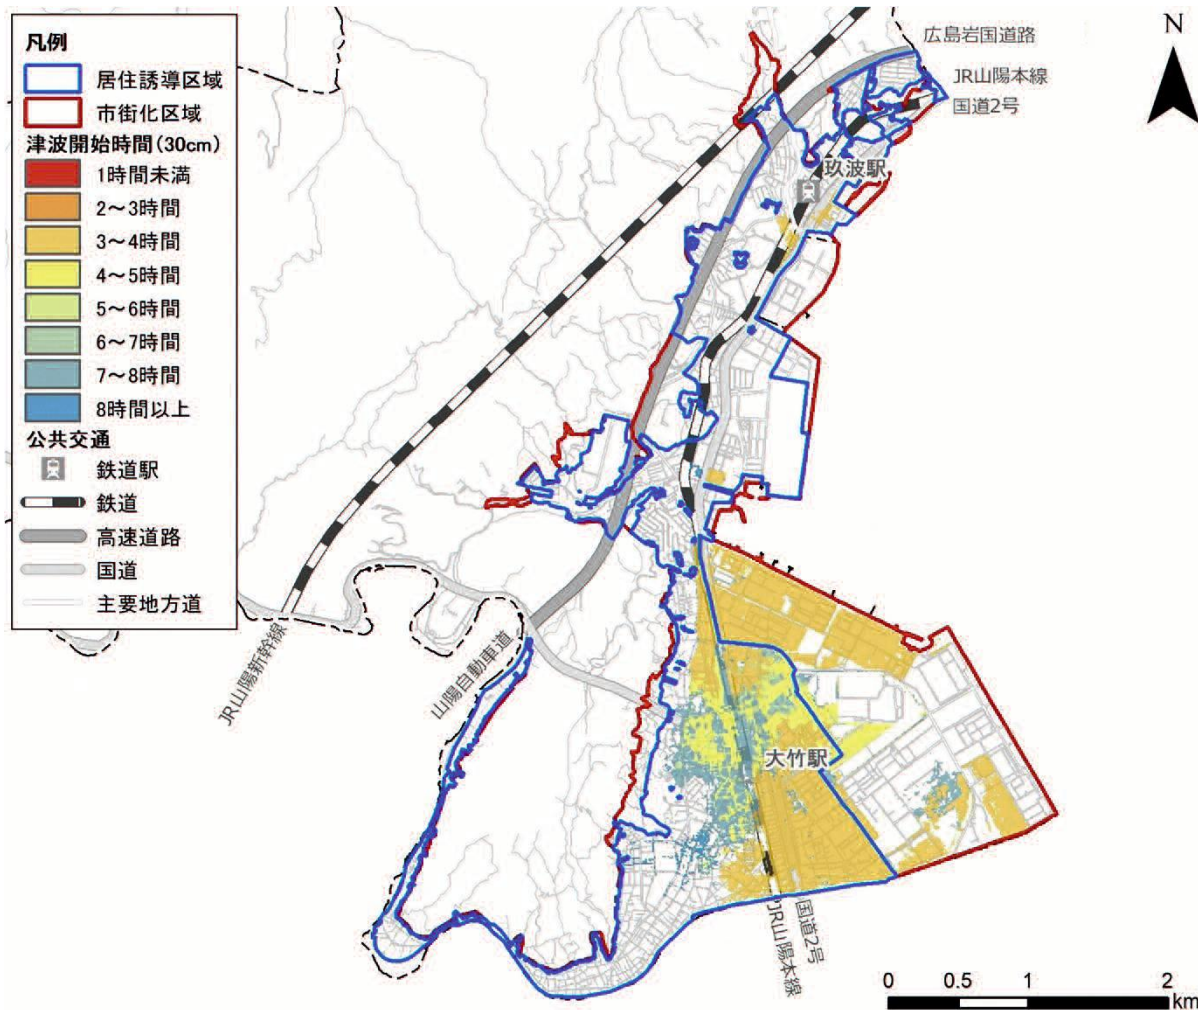 凡例
居住誘導区域
市街化区域
津波開始時間(30cm)
1時間未満
2～3時間
3～4時間
4～5時間
5～6時間
6～7時間
7～8時間
8時間以上
公共交通
鉄道駅
鉄道
高速道路
国道
主要地方道
広島岩国道路
JR山陽本線
国道2号
N
玖波駅
JR山陽新幹線
山陽自動車道
大竹駅
国道2号
JR山陽本線
0 0.5 1 2
km